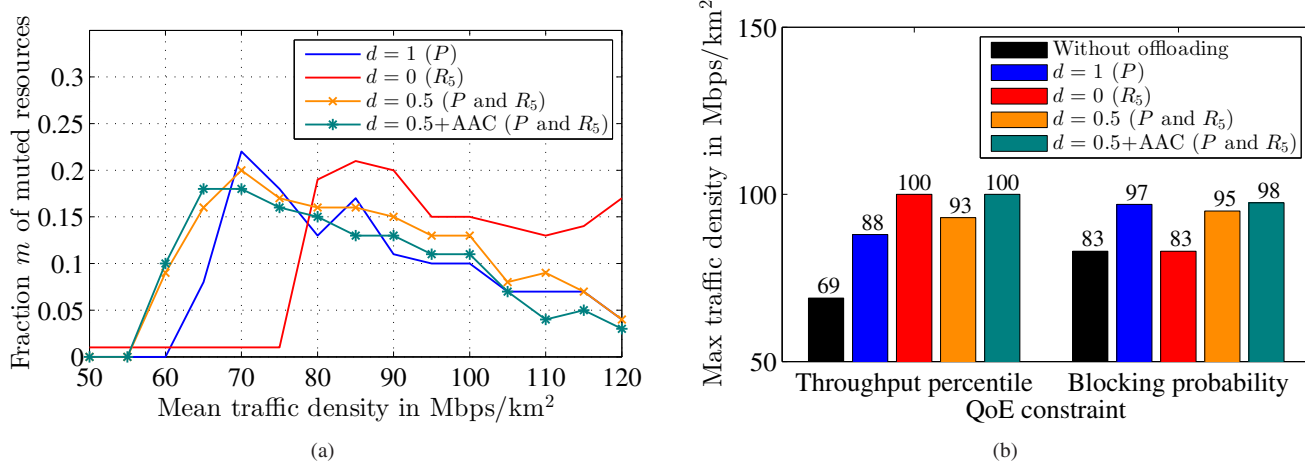 Fraction m of muted resources
0.3
0.25
0.2
0.15
0.1
0.05
0
50 60 70 80 90 100 110 120
Mean traffic density in Mbps/km²
d = 1 (P)
d = 0 (R₅)
d = 0.5 (P and R₅)
d = 0.5+AAC (P and R₅)
(a)
Max traffic density in Mbps/km²
150
100
50
Without offloading
d = 1 (P)
d = 0 (R₅)
d = 0.5 (P and R₅)
d = 0.5+AAC (P and R₅)
69 88 100 93 100
83 97 83 95 98
Throughput percentile Blocking probability
QoE constraint
(b)